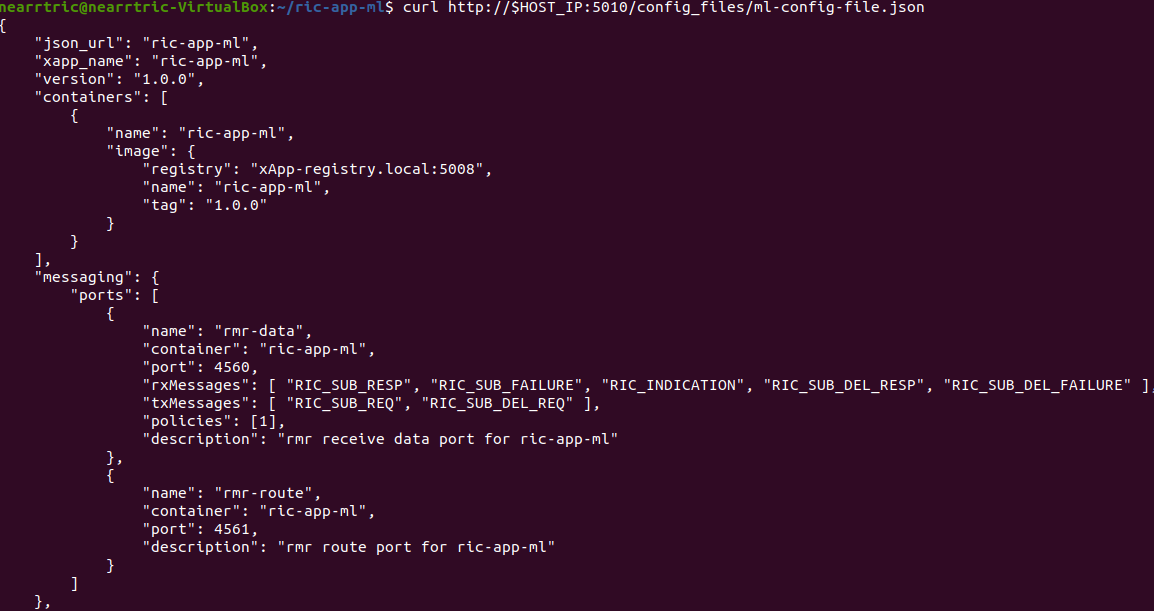 nearrtric@nearrtric-VirtualBox:~/ric-app-ml$ curl http://$HOST_IP:5010/config_files/ml-config-file.json
{
    "json_url": "ric-app-ml",
    "xapp_name": "ric-app-ml",
    "version": "1.0.0",
    "containers": [
        {
            "name": "ric-app-ml",
            "image": {
                "registry": "xApp-registry.local:5008",
                "name": "ric-app-ml",
                "tag": "1.0.0"
            }
        }
    ],
    "messaging": {
        "ports": [
            {
                "name": "rmr-data",
                "container": "ric-app-ml",
                "port": 4560,
                "rxMessages": [ "RIC_SUB_RESP", "RIC_SUB_FAILURE", "RIC_INDICATION", "RIC_SUB_DEL_RESP", "RIC_SUB_DEL_FAILURE" ],
                "txMessages": [ "RIC_SUB_REQ", "RIC_SUB_DEL_REQ" ],
                "policies": [1],
                "description": "rmr receive data port for ric-app-ml"
            },
            {
                "name": "rmr-route",
                "container": "ric-app-ml",
                "port": 4561,
                "description": "rmr route port for ric-app-ml"
            }
        ]
    },